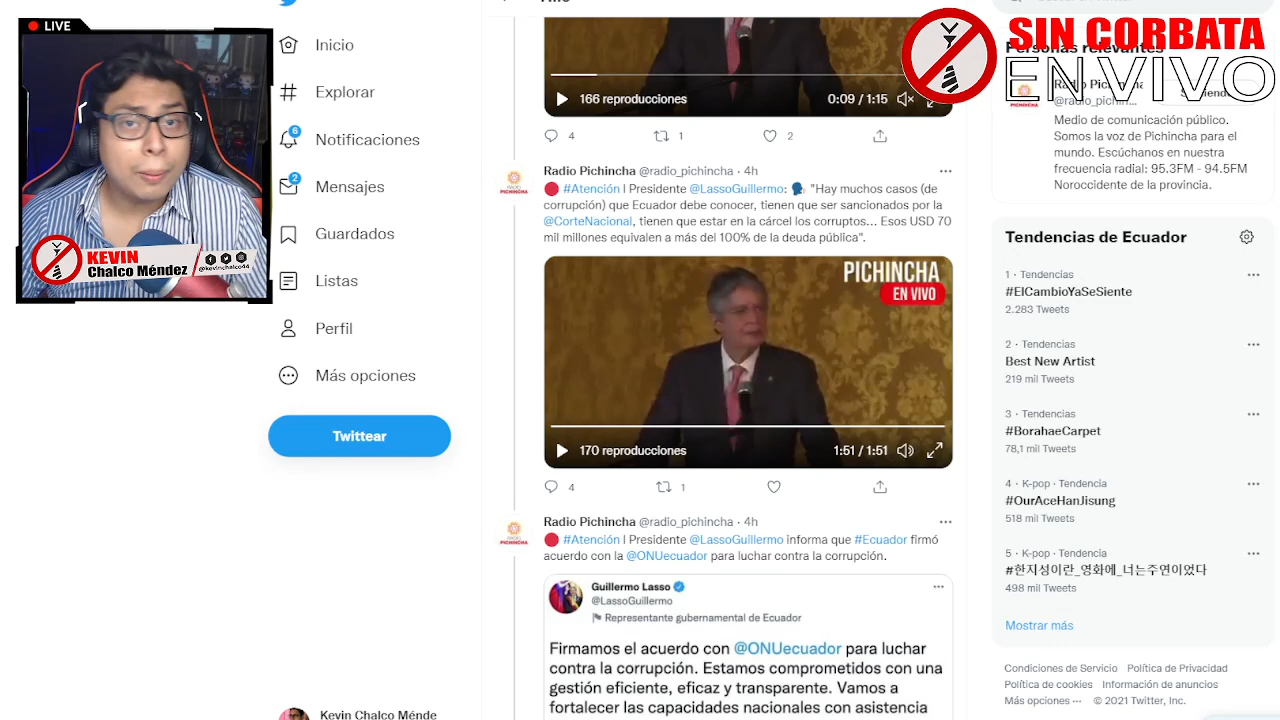 LIVE
KEVIN
Chalco Méndez
@kevinchalco44
Inicio
Explorar
6
Notificaciones
2
Mensajes
Guardados
Listas
Perfil
Más opciones
Twittear
Kevin Chalco Ménde
166 reproducciones
0:09 / 1:15
4
1
2
RADIO PICHINCHA
Radio Pichincha @radio_pichincha · 4h
#Atención | Presidente @LassoGuillermo: "Hay muchos casos (de
corrupción) que Ecuador debe conocer, tienen que ser sancionados por la
@CorteNacional, tienen que estar en la cárcel los corruptos... Esos USD 70
mil millones equivalen a más del 100% de la deuda pública".
PICHINCHA
EN VIVO
170 reproducciones
1:51 / 1:51
4
1
RADIO PICHINCHA
Radio Pichincha @radio_pichincha · 4h
#Atención | Presidente @LassoGuillermo informa que #Ecuador firmó
acuerdo con la @ONUecuador para luchar contra la corrupción.
Guillermo Lasso
@LassoGuillermo
Representante gubernamental de Ecuador
Firmamos el acuerdo con @ONUecuador para luchar
contra la corrupción. Estamos comprometidos con una
gestión eficiente, eficaz y transparente. Vamos a
fortalecer las capacidades nacionales con asistencia
SIN CORBATA
EN VIVO
Personas relevantes
Radio Pichincha
@radio_pichin...
Medio de comunicación público.
Somos la voz de Pichincha para el
mundo. Escúchanos en nuestra
frecuencia radial: 95.3FM - 94.5FM
Noroccidente de la provincia.
Tendencias de Ecuador
1 · Tendencias
#ElCambioYaSeSiente
2.283 Tweets
2 · Tendencias
Best New Artist
219 mil Tweets
3 · Tendencias
#BorahaeCarpet
78,1 mil Tweets
4 · K-pop · Tendencia
#OurAceHanJisung
518 mil Tweets
5 · K-pop · Tendencia
#한지성이란_영화에_너는주연이었다
498 mil Tweets
Mostrar más
Condiciones de Servicio Política de Privacidad
Política de cookies Información de anuncios
Más opciones ··· © 2021 Twitter, Inc.